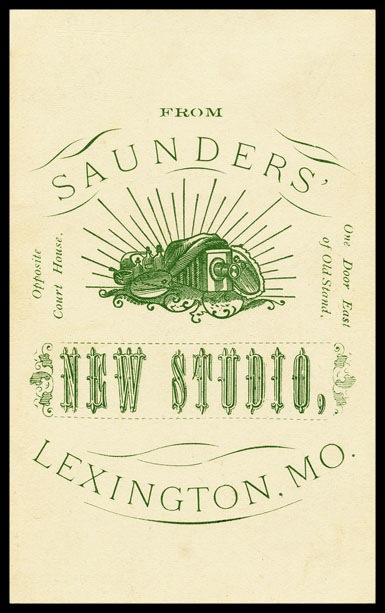 FROM
SAUNDERS'
Opposite
Court House.
One Door East
of Old Stand.
NEW STUDIO,
LEXINGTON, MO.